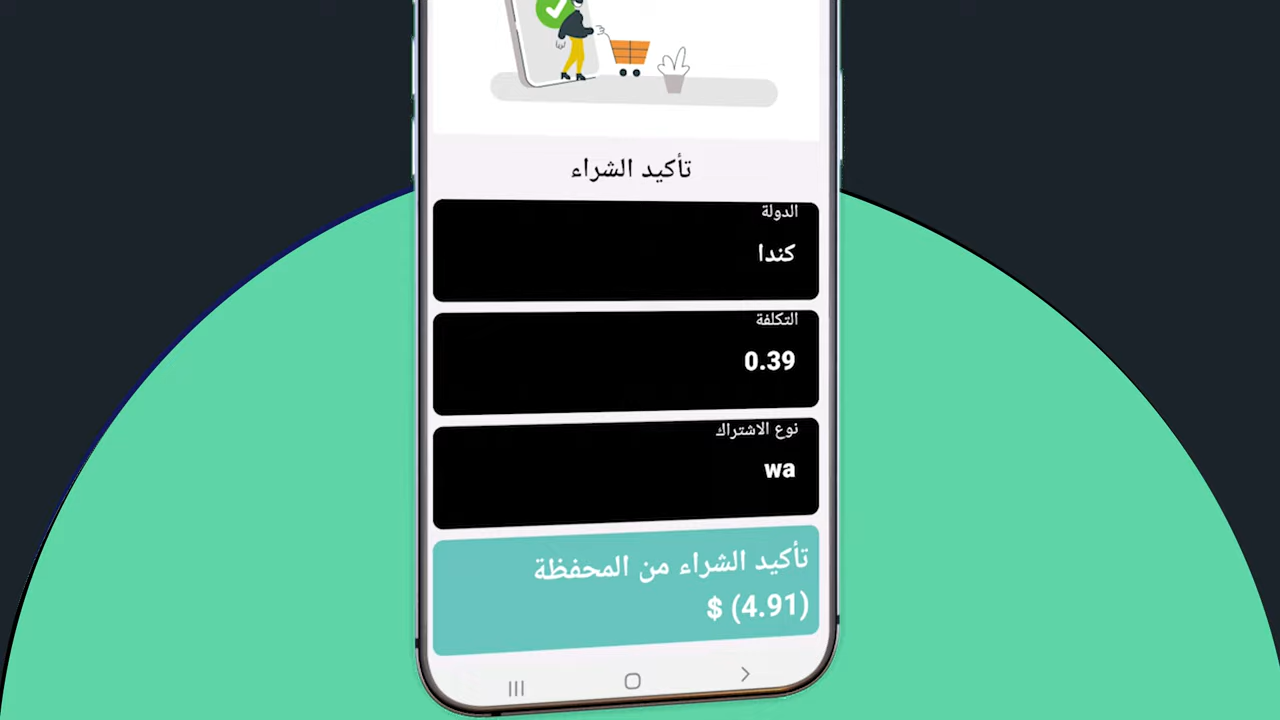 تأكيد الشراء
الدولة
كندا
التكلفة
0.39
نوع الاشتراك
wa
تأكيد الشراء من المحفظة
(4.91) $